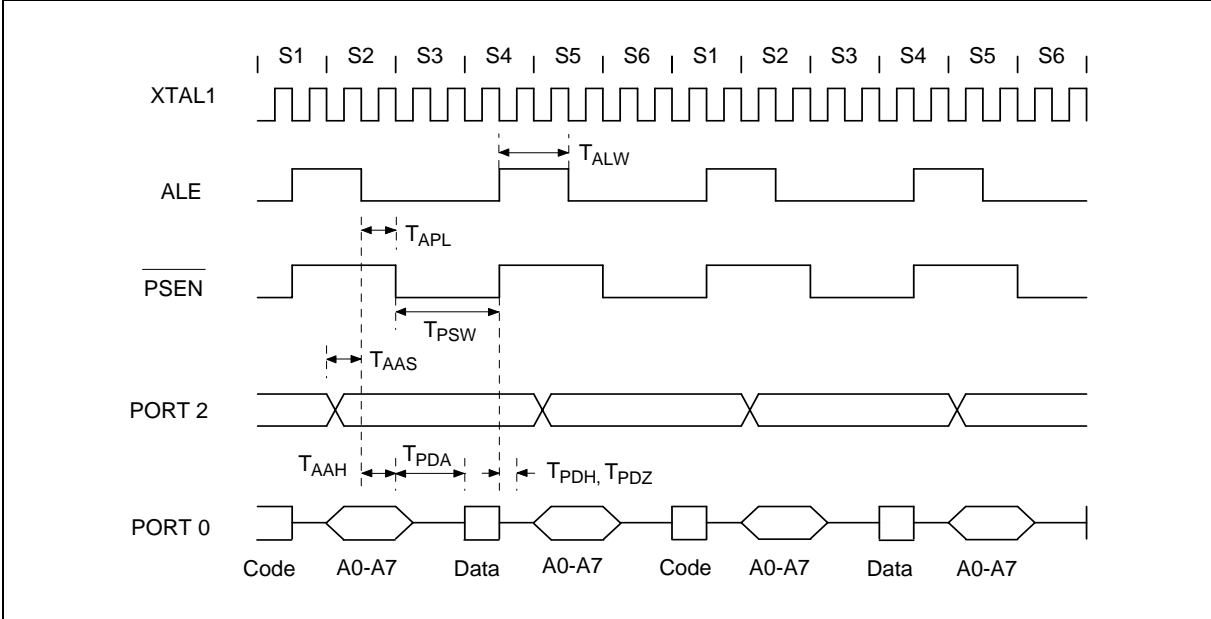 S1 S2 S3 S4 S5 S6 S1 S2 S3 S4 S5 S6
XTAL1
TALW
ALE
TAPL
PSEN
TPSW
TAAS
PORT 2
TAAH TPDA TPDH, TPDZ
PORT 0
Code A0-A7 Data A0-A7 Code A0-A7 Data A0-A7